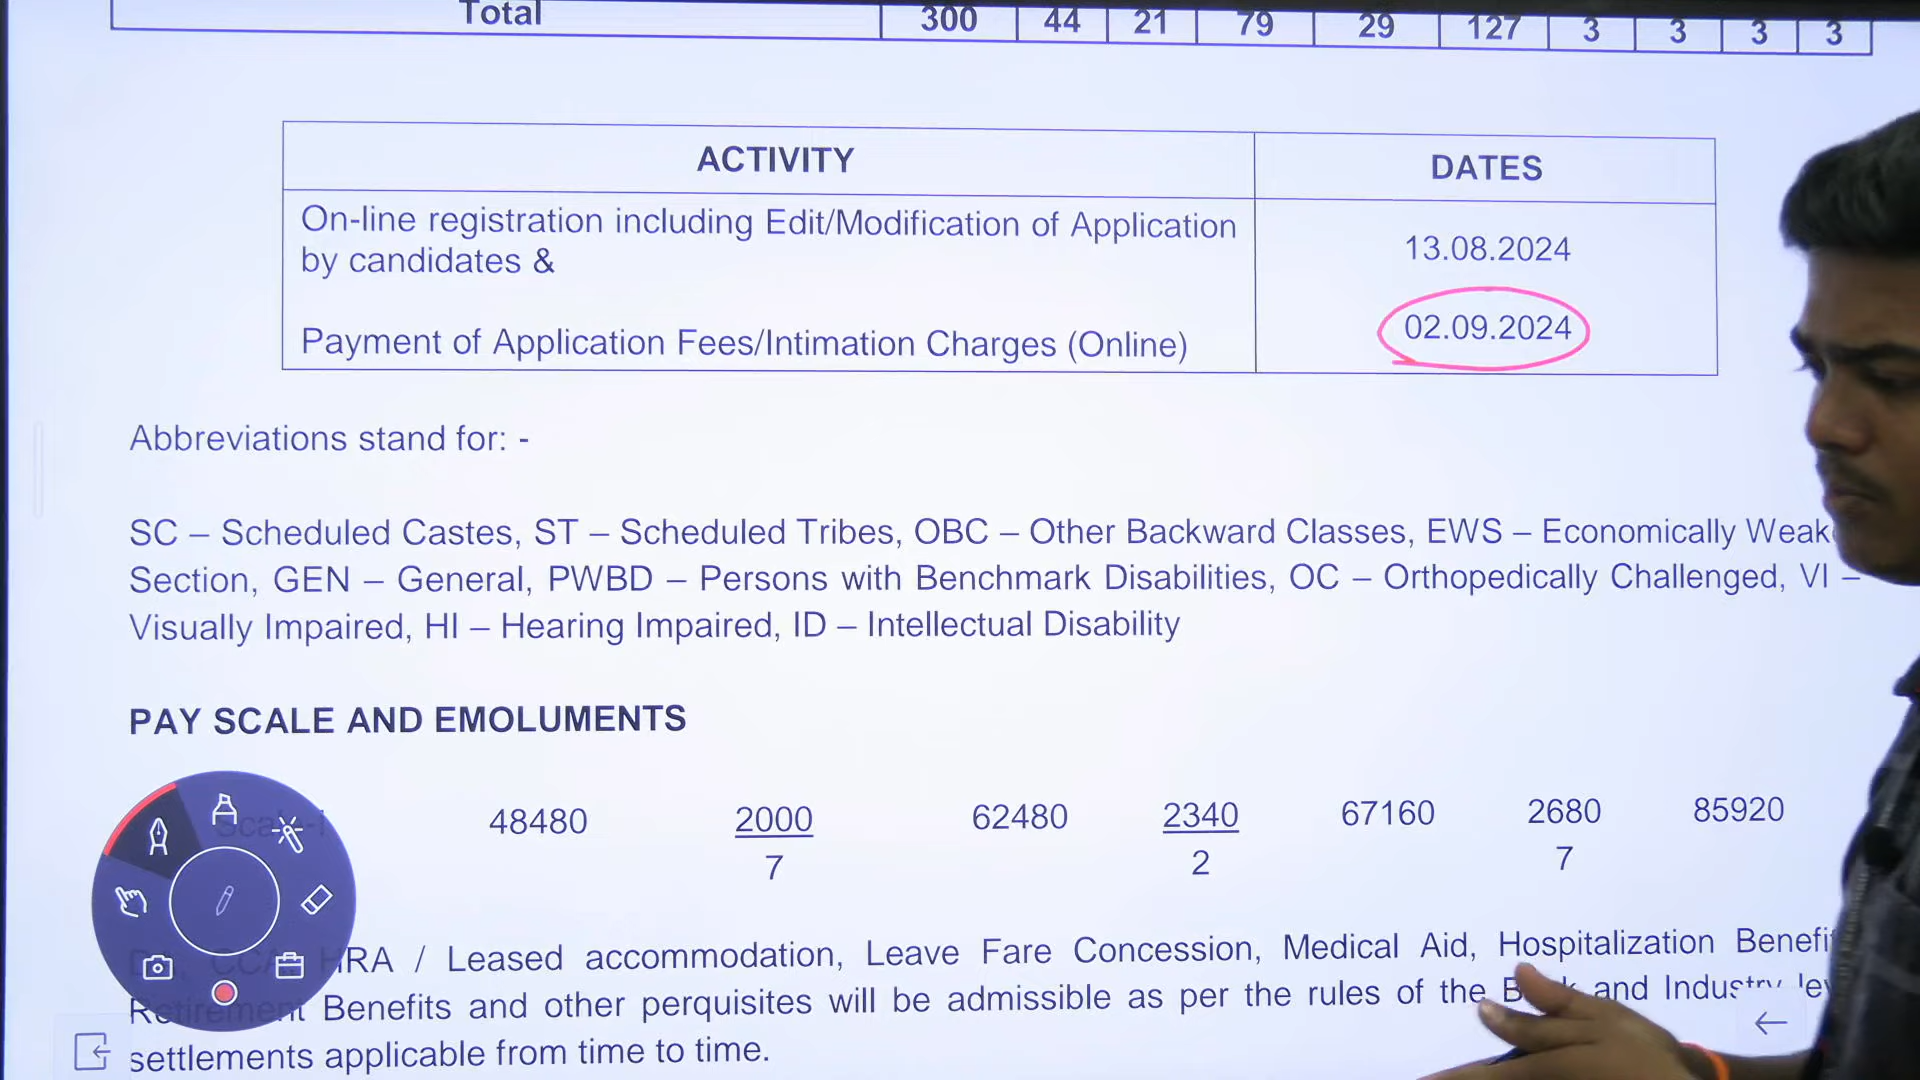 Total 300 44 21 79 29 127 3 3 3 3
ACTIVITY DATES
On-line registration including Edit/Modification of Application
by candidates &
13.08.2024
Payment of Application Fees/Intimation Charges (Online)
02.09.2024
Abbreviations stand for: -
SC – Scheduled Castes, ST – Scheduled Tribes, OBC – Other Backward Classes, EWS – Economically
Section, GEN – General, PWBD – Persons with Benchmark Disabilities, OC – Orthopedically Challenged, VI –
Visually Impaired, HI – Hearing Impaired, ID – Intellectual Disability
PAY SCALE AND EMOLUMENTS
48480 2000 62480 2340 67160 2680 85920
7 2 7
HRA / Leased accommodation, Leave Fare Concession, Medical Aid, Hospitalization
Retirement Benefits and other perquisites will be admissible as per the rules of the and
settlements applicable from time to time.